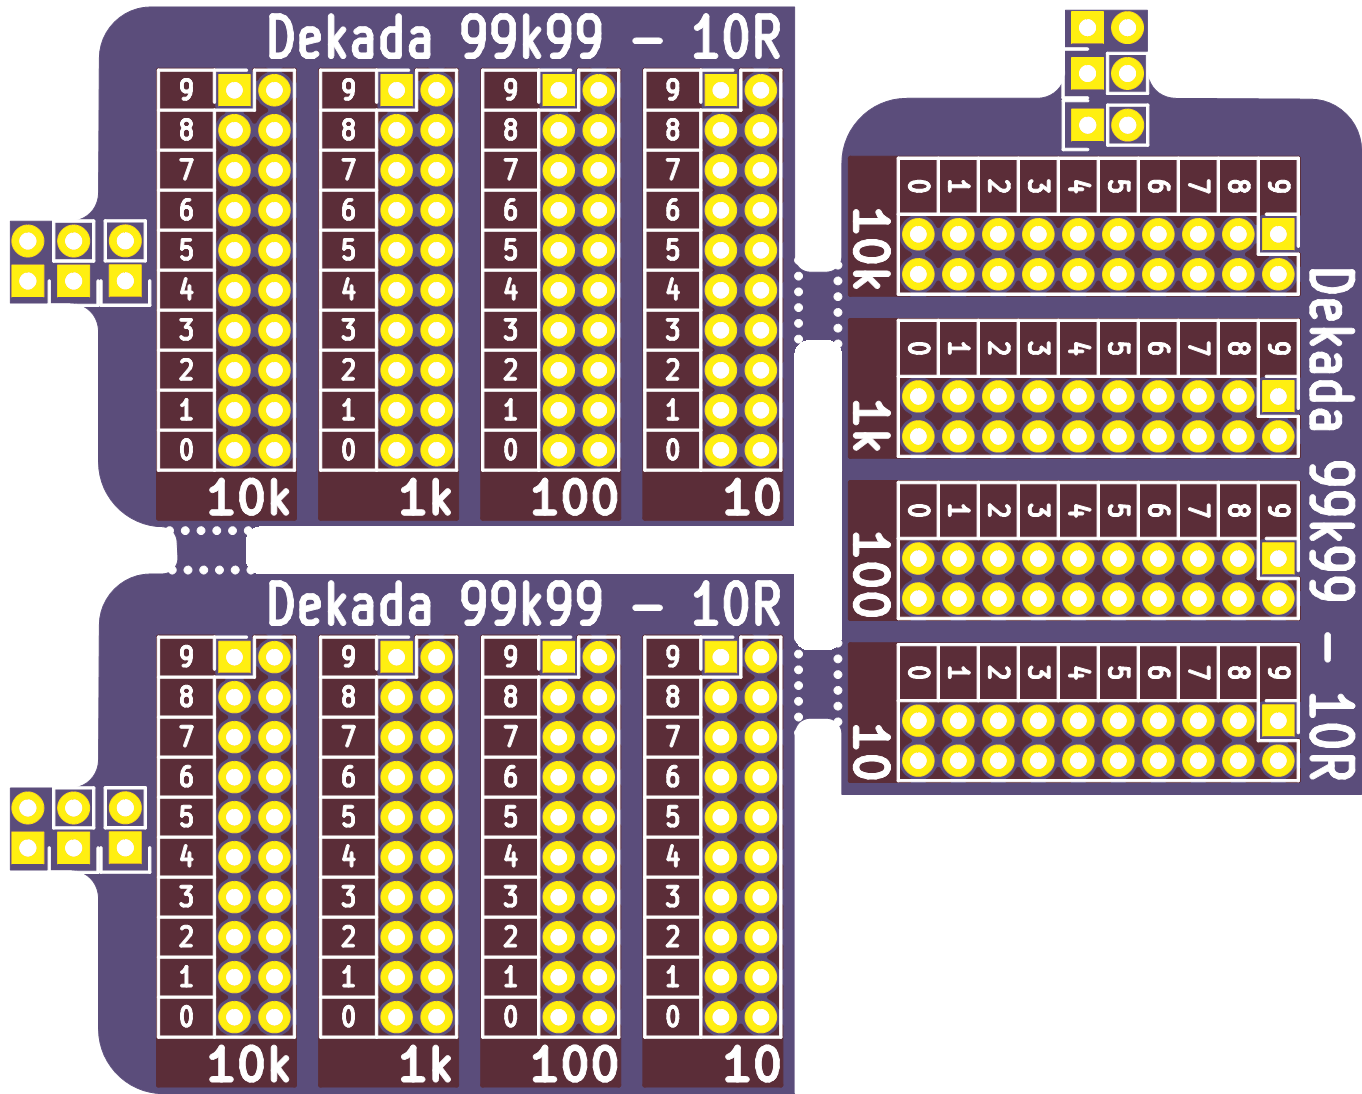 Dekada 99k99 - 10R
9 9 9 9
8 8 8 8
7 7 7 7
6 6 6 6
5 5 5 5
4 4 4 4
3 3 3 3
2 2 2 2
1 1 1 1
0 0 0 0
10k 1k 100 10
Dekada 99k99 - 10R
9 9 9 9
8 8 8 8
7 7 7 7
6 6 6 6
5 5 5 5
4 4 4 4
3 3 3 3
2 2 2 2
1 1 1 1
0 0 0 0
10k 1k 100 10
Dekada 99k99 - 10R
0 1 2 3 4 5 6 7 8 9
10k
0 1 2 3 4 5 6 7 8 9
1k
0 1 2 3 4 5 6 7 8 9
100
0 1 2 3 4 5 6 7 8 9
10